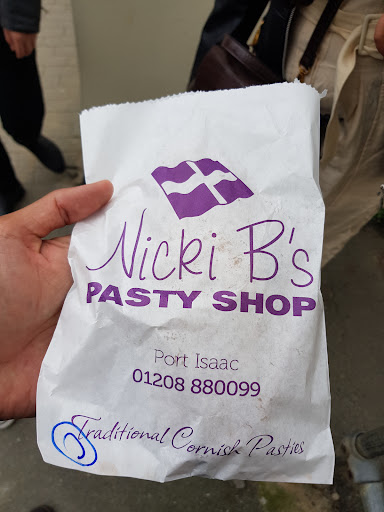 Nicki B's
PASTY SHOP
Port Isaac
01208 880099
Traditional Cornish Pasties